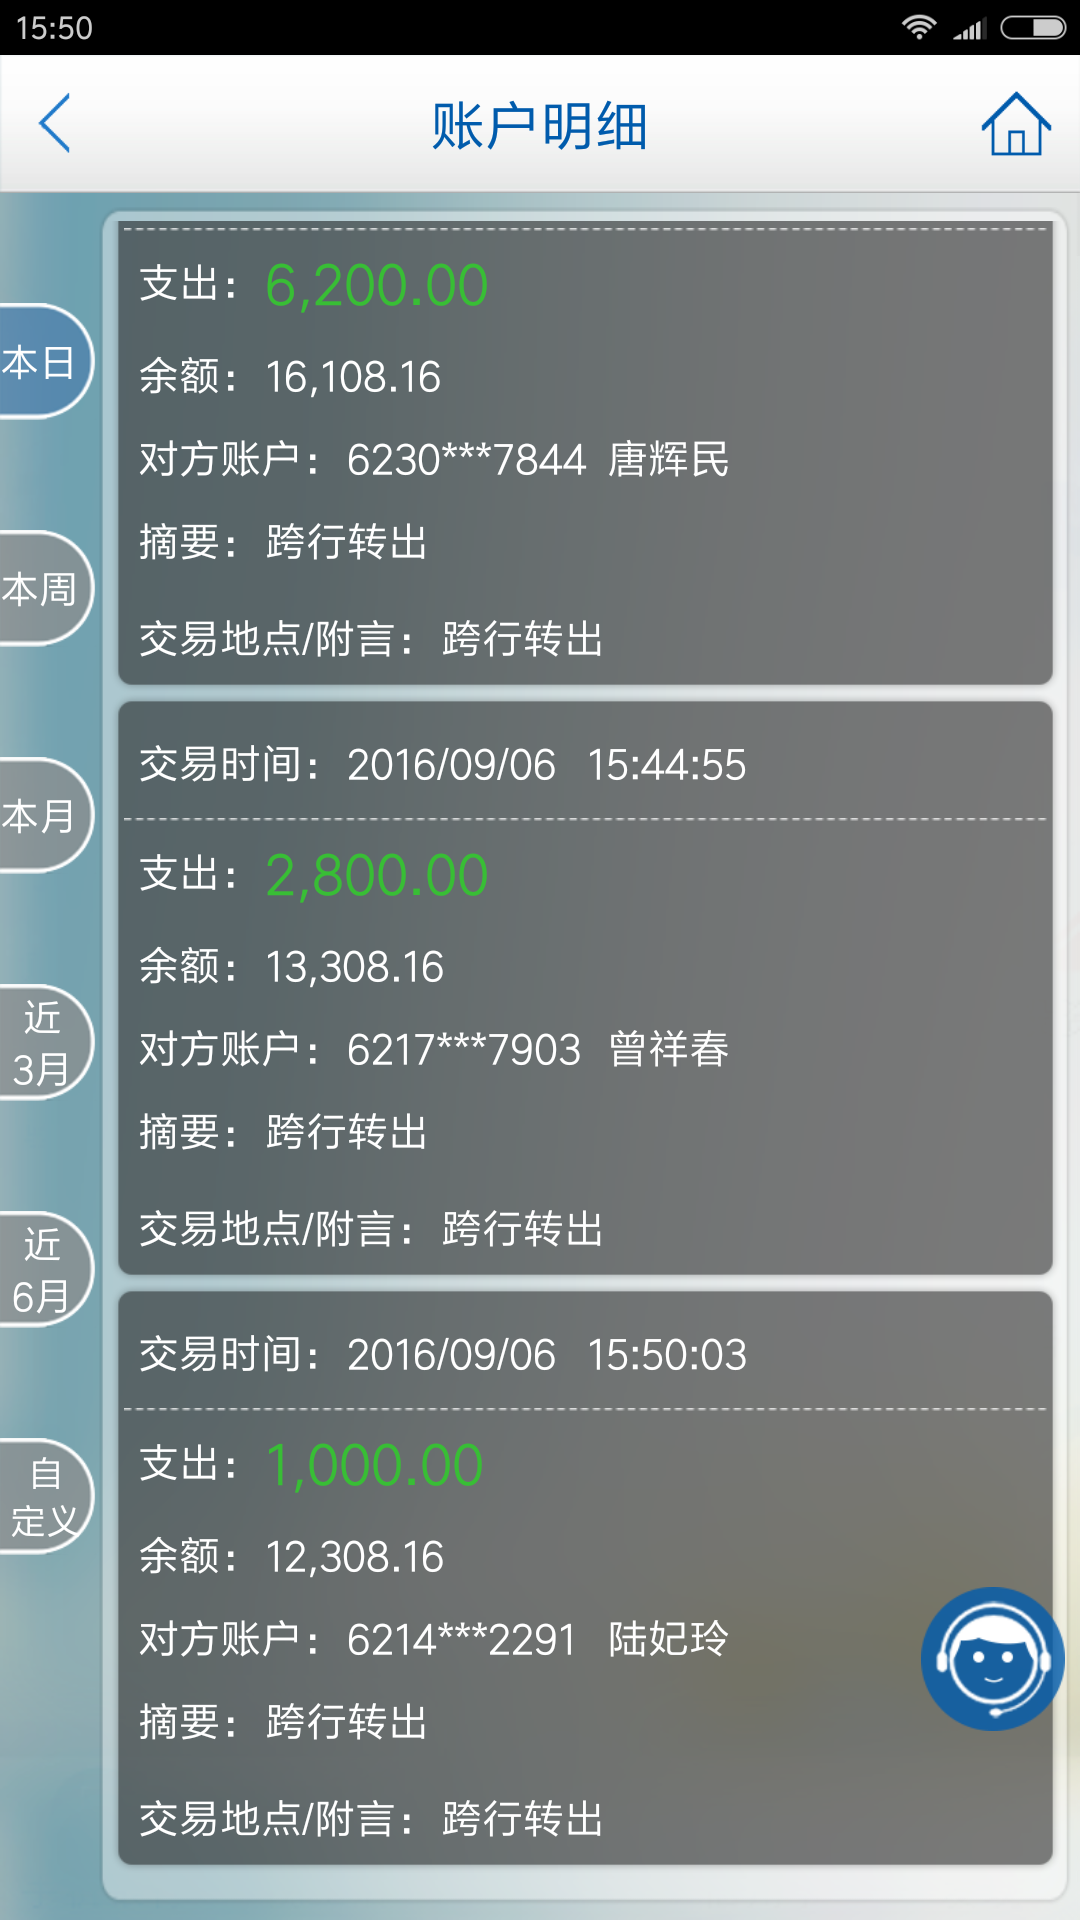 15:50
账户明细
支出： 6,200.00
余额： 16,108.16
对方账户： 6230***7844 唐辉民
摘要： 跨行转出
交易地点/附言： 跨行转出
交易时间： 2016/09/06 15:44:55
支出： 2,800.00
余额： 13,308.16
对方账户： 6217***7903 曾祥春
摘要： 跨行转出
交易地点/附言： 跨行转出
交易时间： 2016/09/06 15:50:03
支出： 1,000.00
余额： 12,308.16
对方账户： 6214***2291 陆妃玲
摘要： 跨行转出
交易地点/附言： 跨行转出
本日
本周
本月
近
3月
近
6月
自
定义